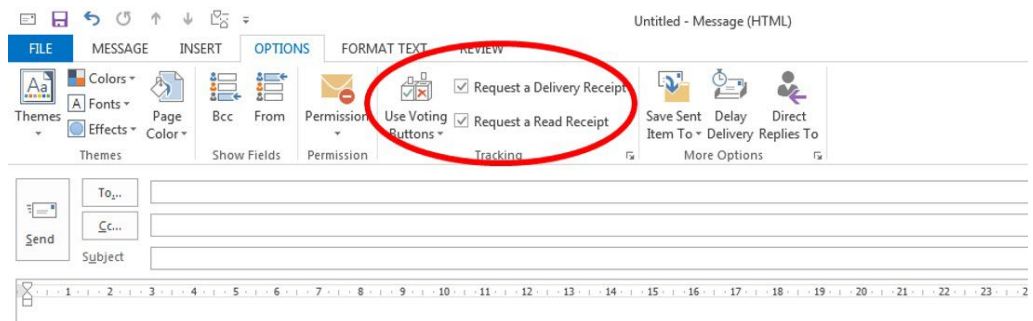 Untitled - Message (HTML)
FILE MESSAGE INSERT OPTIONS FORMAT TEXT REVIEW
Aa Colors Request a Delivery Receipt
A Fonts
Themes Effects Page Color Bcc From Permission Use Voting Buttons Request a Read Receipt Save Sent Item To Delay Delivery Direct Replies To
Themes Show Fields Permission Tracking More Options
To...
Cc...
Send
Subject
1 2 3 4 5 6 7 8 9 10 11 12 13 14 15 16 17 18 19 20 21 22 23 2